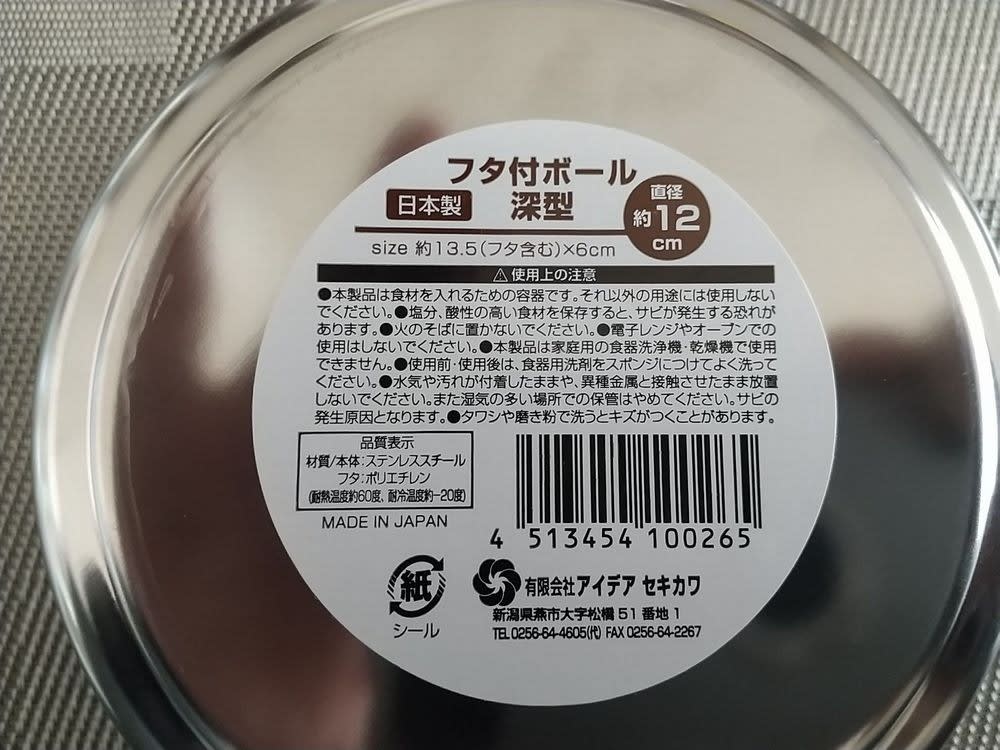 フタ付ボール
日本製 深型
直径
約12
cm
size 約13.5(フタ含む)×6cm
⚠使用上の注意
●本製品は食材を入れるための容器です。それ以外の用途には使用しない
でください。●塩分、酸性の高い食材を保存すると、サビが発生する恐れが
あります。●火のそばに置かないでください。●電子レンジやオーブンでの
使用はしないでください。●本製品は家庭用の食器洗浄機・乾燥機で使用
できません。●使用前・使用後は、食器用洗剤をスポンジにつけてよく洗って
ください。●水気や汚れが付着したままや、異種金属と接触させたまま放置
しないでください。また湿気の多い場所での保管はやめてください。サビの
発生原因となります。●タワシや磨き粉で洗うとキズがつくことがあります。
品質表示
材質/本体:ステンレススチール
フタ:ポリエチレン
(耐熱温度約60度、耐冷温度約-20度)
MADE IN JAPAN
4 513454 100265
紙
シール
有限会社アイデア セキカワ
新潟県燕市大字松橋51番地1
TEL 0256-64-4605(代) FAX 0256-64-2267